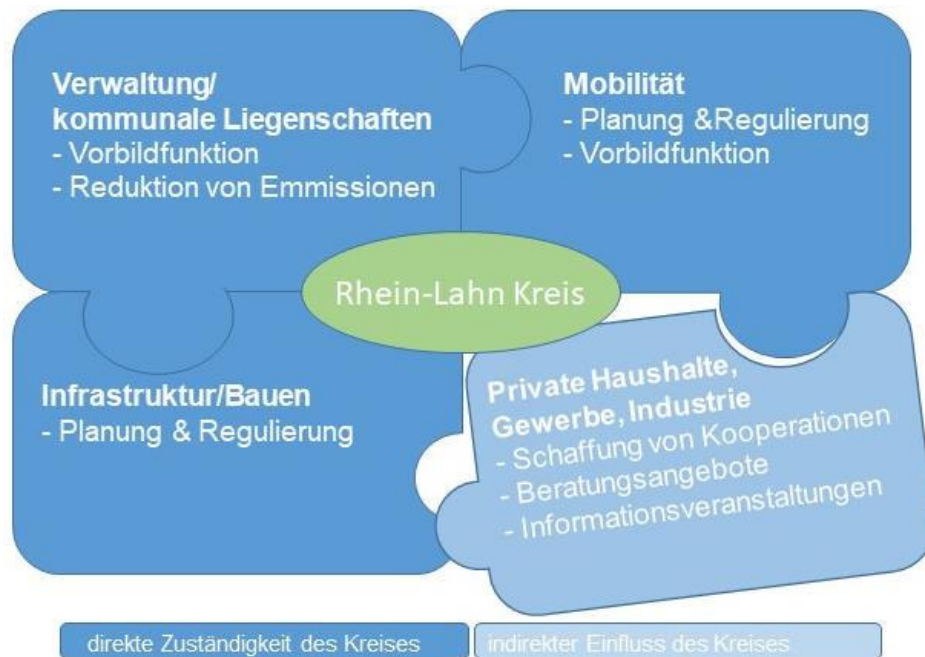 Verwaltung/
kommunale Liegenschaften
- Vorbildfunktion
- Reduktion von Emmissionen
Mobilität
- Planung &Regulierung
- Vorbildfunktion
Rhein-Lahn Kreis
Infrastruktur/Bauen
- Planung & Regulierung
Private Haushalte,
Gewerbe, Industrie
- Schaffung von Kooperationen
- Beratungsangebote
- Informationsveranstaltungen
direkte Zuständigkeit des Kreises
indirekter Einfluss des Kreises